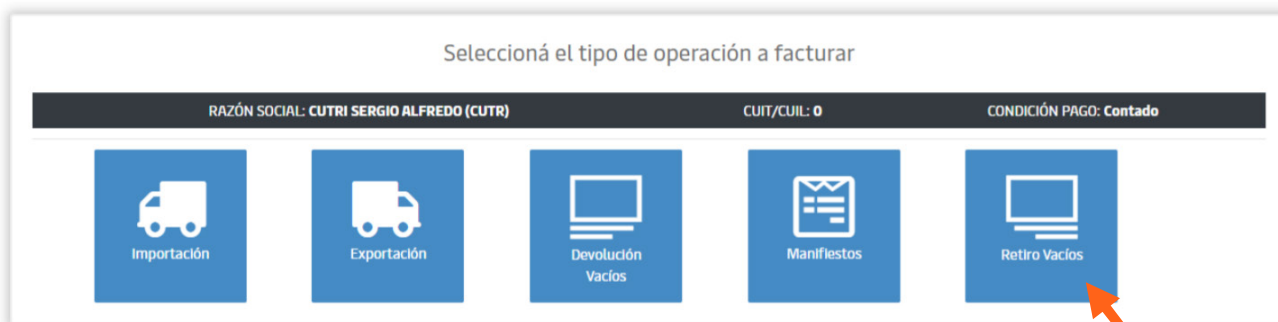 Seleccioná el tipo de operación a facturar
RAZÓN SOCIAL: CUTRI SERGIO ALFREDO (CUTR) CUIT/CUIL: 0 CONDICIÓN PAGO: Contado
Importación
Exportación
Devolución
Vacíos
Manifiestos
Retiro Vacíos